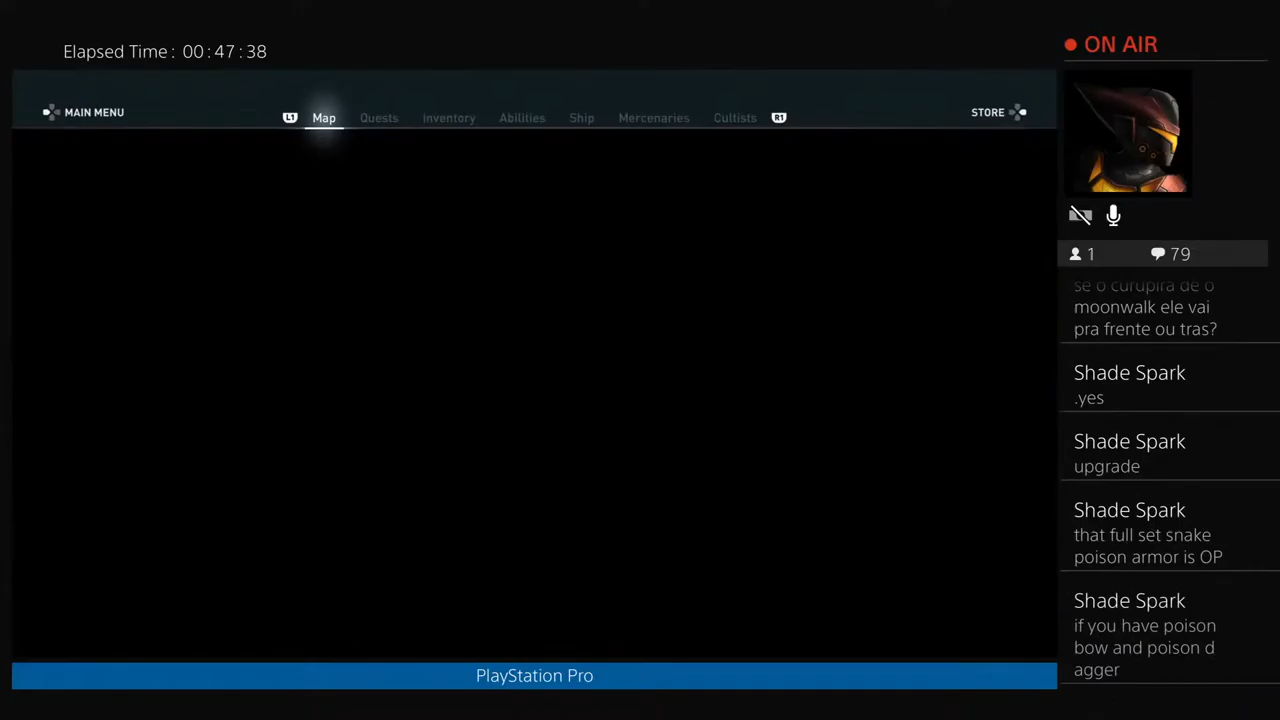 Elapsed Time : 00:47:38
ON AIR
MAIN MENU
L1 Map Quests Inventory Abilities Ship Mercenaries Cultists R1
STORE
1 79
se o curupira de o
moonwalk ele vai
pra frente ou tras?
Shade Spark
.yes
Shade Spark
upgrade
Shade Spark
that full set snake
poison armor is OP
Shade Spark
if you have poison
bow and poison d
agger
PlayStation Pro